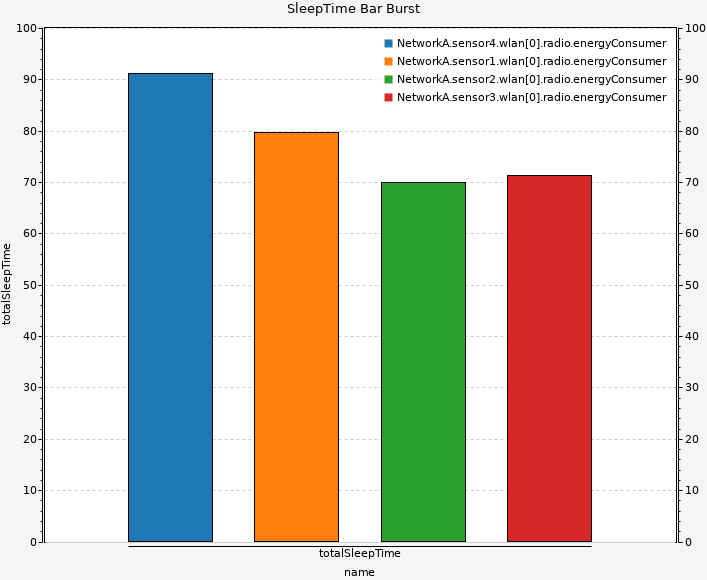 SleepTime Bar Burst
NetworkA.sensor4.wlan[0].radio.energyConsumer
NetworkA.sensor1.wlan[0].radio.energyConsumer
NetworkA.sensor2.wlan[0].radio.energyConsumer
NetworkA.sensor3.wlan[0].radio.energyConsumer
totalSleepTime
100 100
90 90
80 80
70 70
60 60
50 50
40 40
30 30
20 20
10 10
0 0
totalSleepTime
name